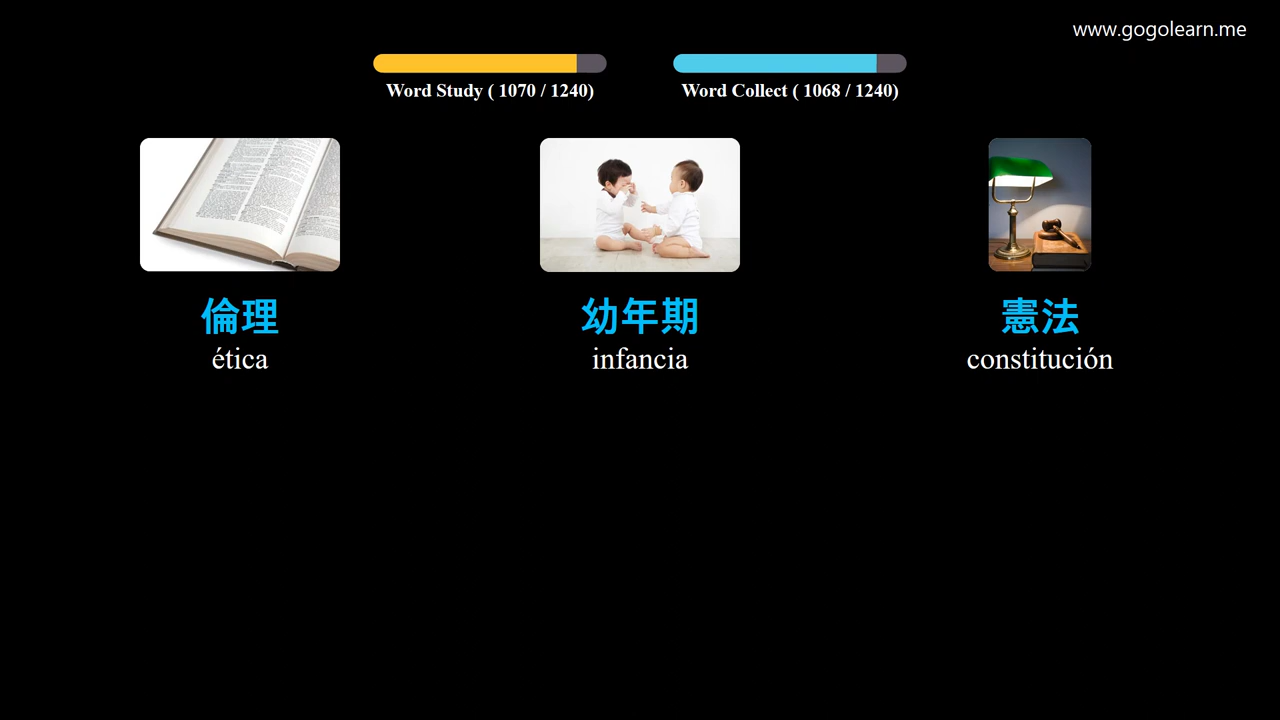 www.gogolearn.me
Word Study ( 1070 / 1240)
Word Collect ( 1068 / 1240)
倫理
幼年期
憲法
ética
infancia
constitución